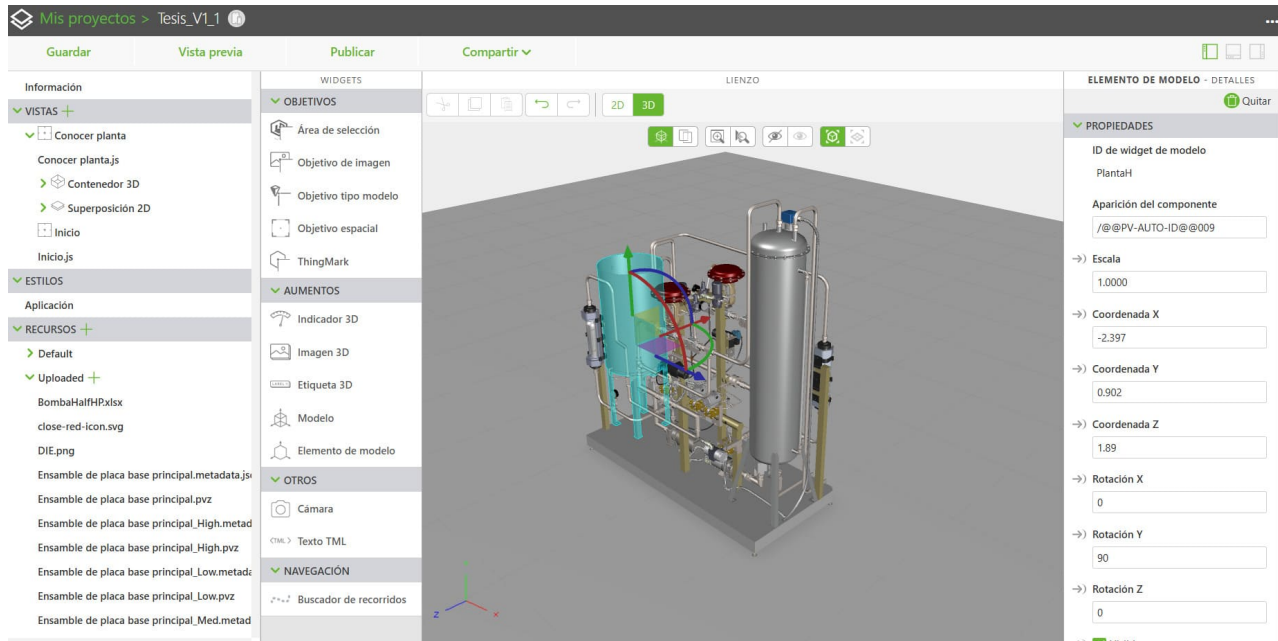 Mis proyectos > Tesis_V1_1
Guardar Vista previa Publicar Compartir
Información
VISTAS
Conocer planta
Conocer planta.js
Contenedor 3D
Superposición 2D
Inicio
Inicio.js
ESTILOS
Aplicación
RECURSOS
Default
Uploaded
BombaHalfHP.xlsx
close-red-icon.svg
DIE.png
Ensamble de placa base principal.metadata.js
Ensamble de placa base principal.pvz
Ensamble de placa base principal_High.metad
Ensamble de placa base principal_High.pvz
Ensamble de placa base principal_Low.metada
Ensamble de placa base principal_Low.pvz
Ensamble de placa base principal_Med.metad
WIDGETS
OBJETIVOS
Área de selección
Objetivo de imagen
Objetivo tipo modelo
Objetivo espacial
ThingMark
AUMENTOS
Indicador 3D
Imagen 3D
Etiqueta 3D
Modelo
Elemento de modelo
OTROS
Cámara
Texto TML
NAVEGACIÓN
Buscador de recorridos
LIENZO
2D 3D
z x
ELEMENTO DE MODELO - DETALLES
Quitar
PROPIEDADES
ID de widget de modelo
PlantaH
Aparición del componente
/@@PV-AUTO-ID@@009
Escala
1.0000
Coordenada X
-2.397
Coordenada Y
0.902
Coordenada Z
1.89
Rotación X
0
Rotación Y
90
Rotación Z
0